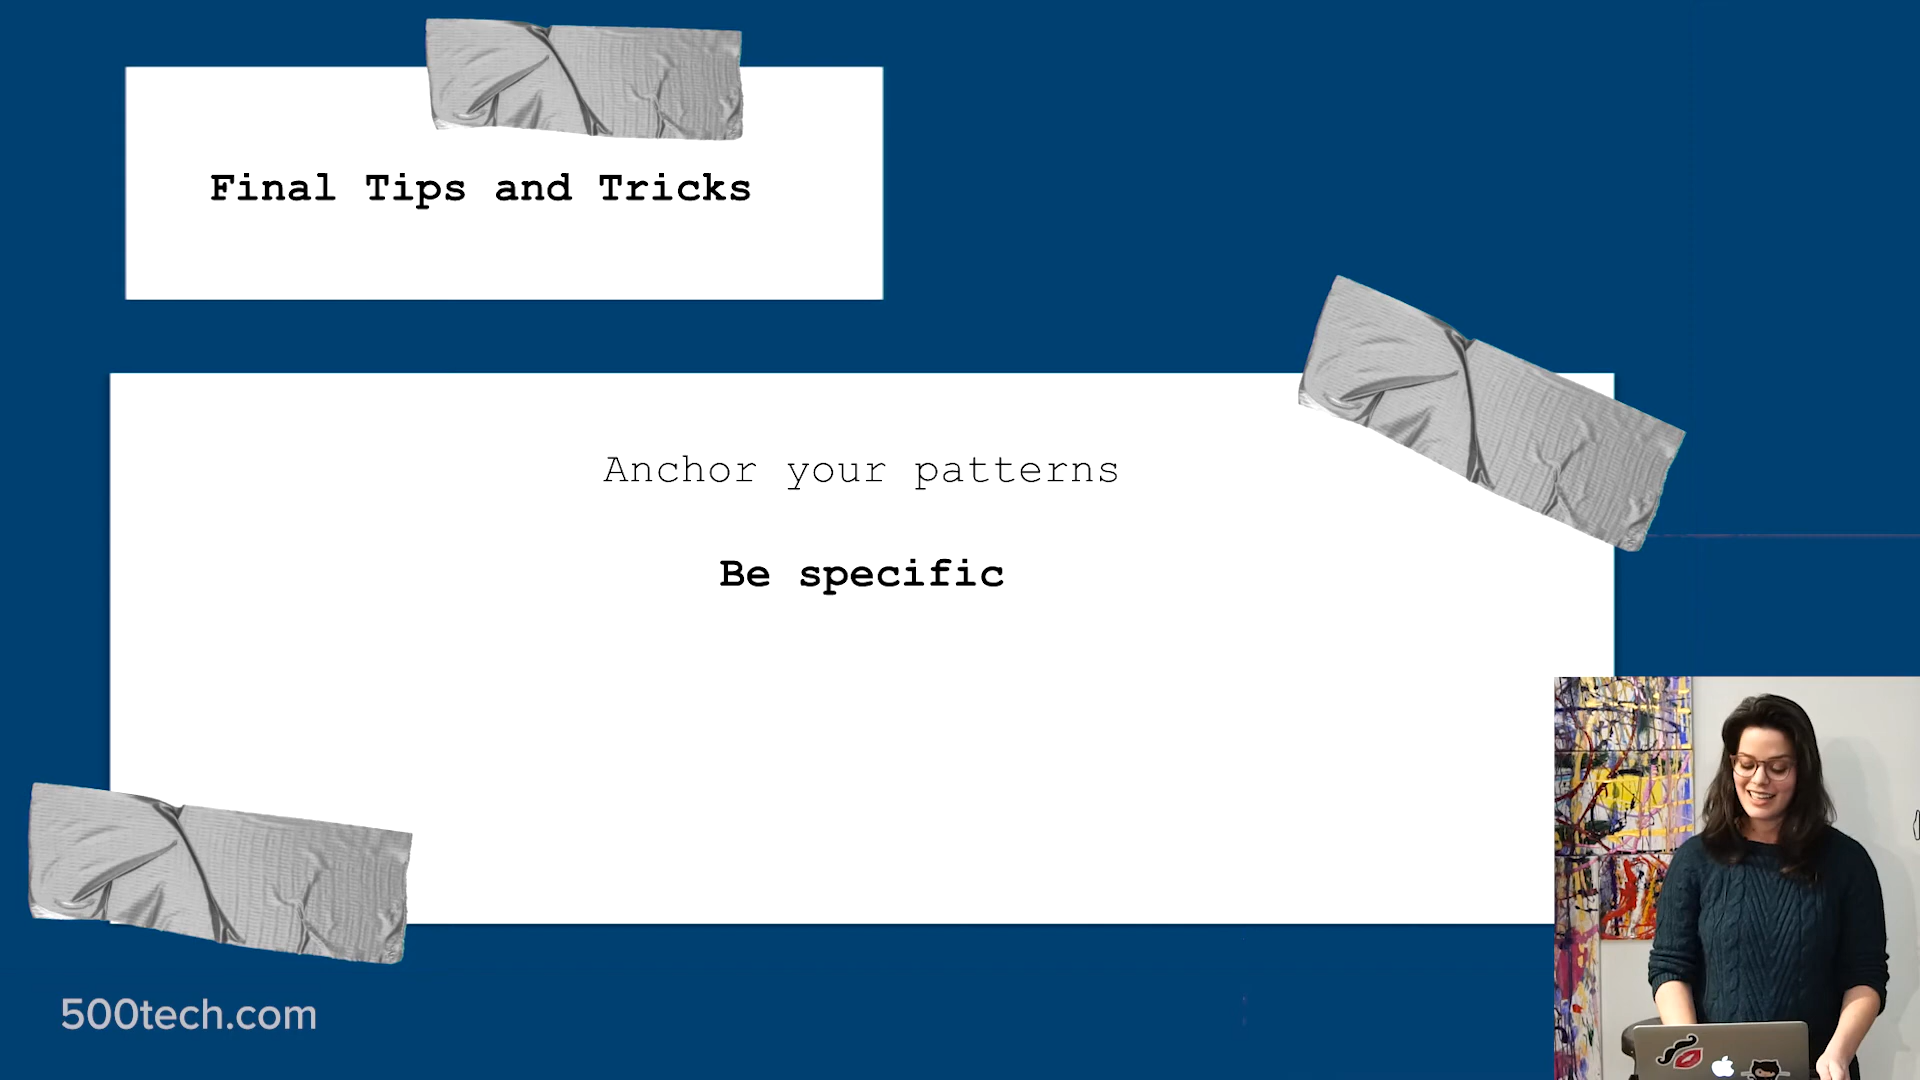 Final Tips and Tricks
Anchor your patterns
Be specific
500tech.com